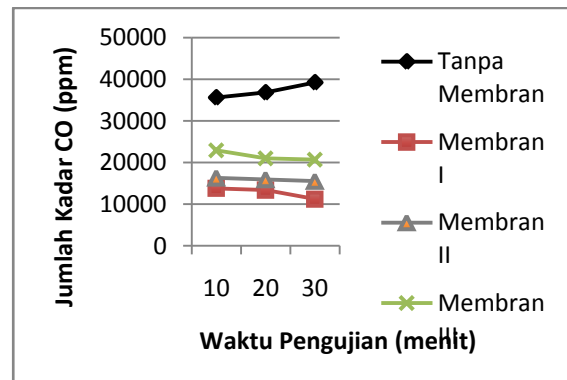 50000
40000
30000
20000
10000
0
Jumlah Kadar CO (ppm)
10 20 30
Waktu Pengujian (menit)
Tanpa
Membran
Membran
I
Membran
II
Membran
III